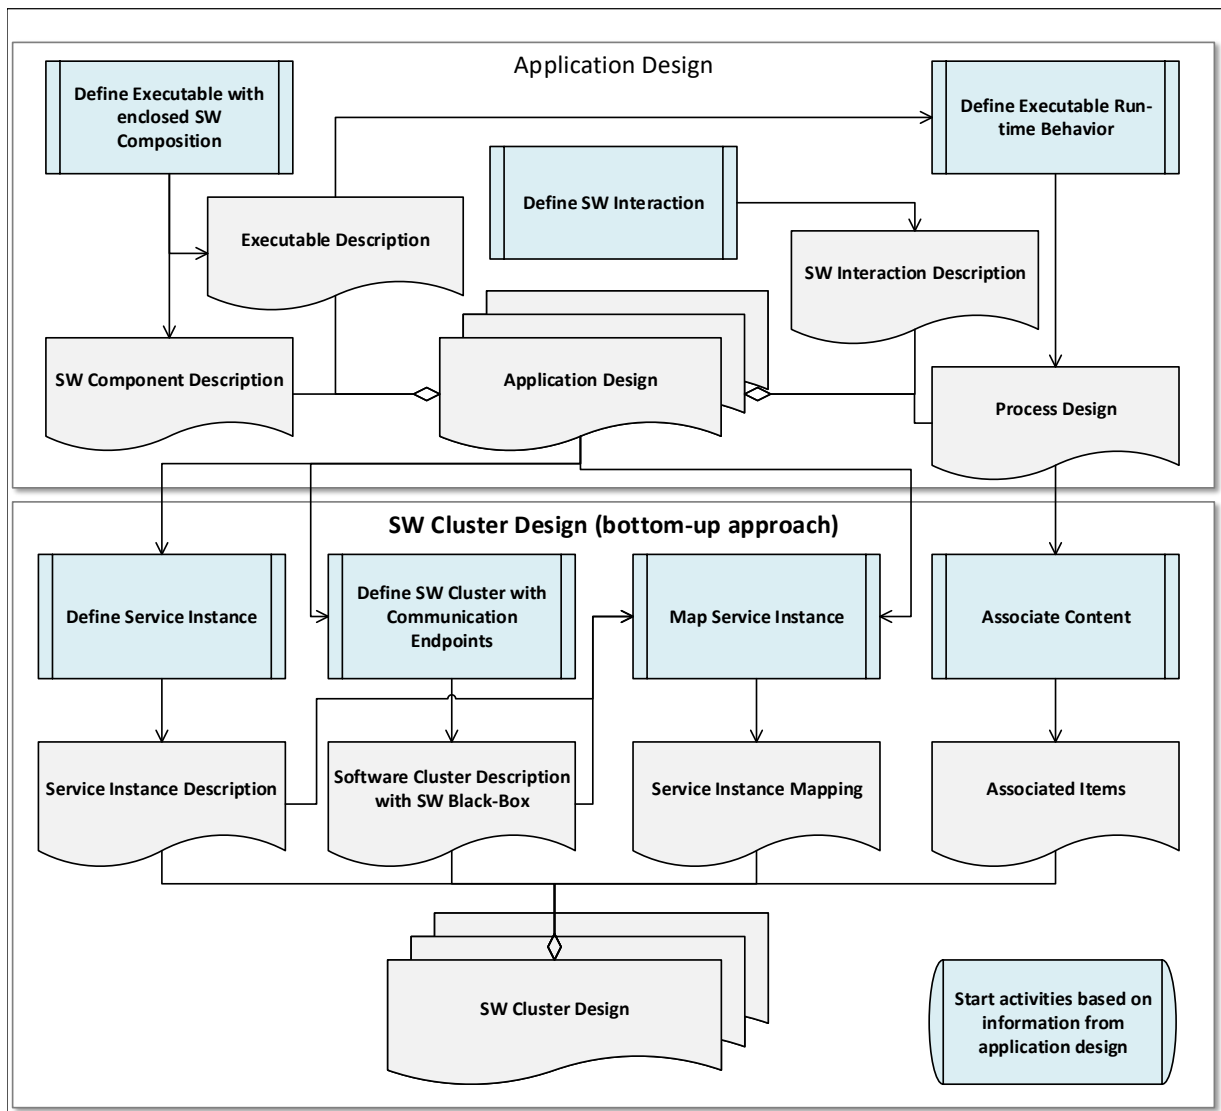 Application Design
Define Executable with
enclosed SW
Composition
Define Executable Run-
time Behavior
Define SW Interaction
Executable Description
SW Interaction Description
SW Component Description
Application Design
Process Design
SW Cluster Design (bottom-up approach)
Define Service Instance
Define SW Cluster with
Communication
Endpoints
Map Service Instance
Associate Content
Service Instance Description
Software Cluster Description
with SW Black-Box
Service Instance Mapping
Associated Items
SW Cluster Design
Start activities based on
information from
application design